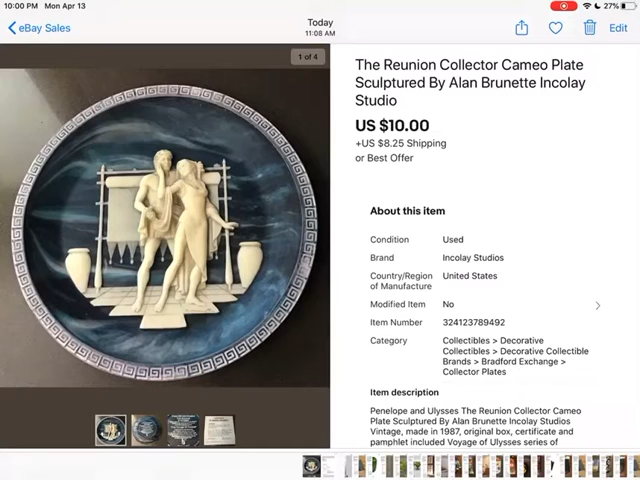 10:00 PM Mon Apr 13
27%
eBay Sales
Today
11:08 AM
Edit
1 of 4
The Reunion Collector Cameo Plate
Sculptured By Alan Brunette Incolay
Studio
US $10.00
+US $8.25 Shipping
or Best Offer
About this item
Condition Used
Brand Incolay Studios
Country/Region United States
of Manufacture
Modified Item No
Item Number 324123789492
Category Collectibles > Decorative
Collectibles > Decorative Collectible
Brands > Bradford Exchange >
Collector Plates
Item description
Penelope and Ulysses The Reunion Collector Cameo
Plate Sculptured By Alan Brunette Incolay Studios
Vintage, made in 1987, original box, certificate and
pamphlet included Voyage of Ulysses series of